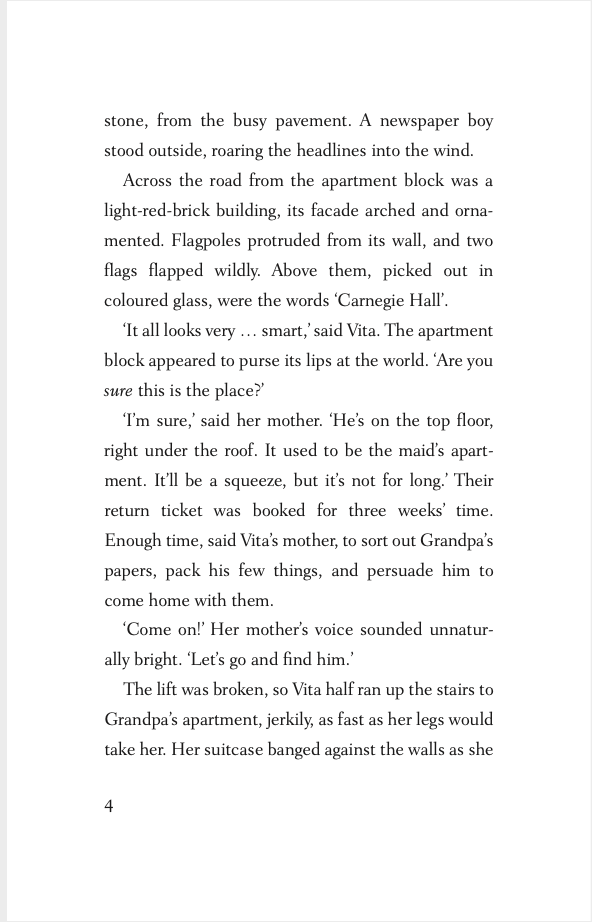 stone, from the busy pavement. A newspaper boy
stood outside, roaring the headlines into the wind.
Across the road from the apartment block was a
light-red-brick building, its facade arched and orna-
mented. Flagpoles protruded from its wall, and two
flags flapped wildly. Above them, picked out in
coloured glass, were the words ‘Carnegie Hall’.
‘It all looks very … smart,’ said Vita. The apartment
block appeared to purse its lips at the world. ‘Are you
sure this is the place?’
‘I’m sure,’ said her mother. ‘He’s on the top floor,
right under the roof. It used to be the maid’s apart-
ment. It’ll be a squeeze, but it’s not for long.’ Their
return ticket was booked for three weeks’ time.
Enough time, said Vita’s mother, to sort out Grandpa’s
papers, pack his few things, and persuade him to
come home with them.
‘Come on!’ Her mother’s voice sounded unnatur-
ally bright. ‘Let’s go and find him.’
The lift was broken, so Vita half ran up the stairs to
Grandpa’s apartment, jerkily, as fast as her legs would
take her. Her suitcase banged against the walls as she
4